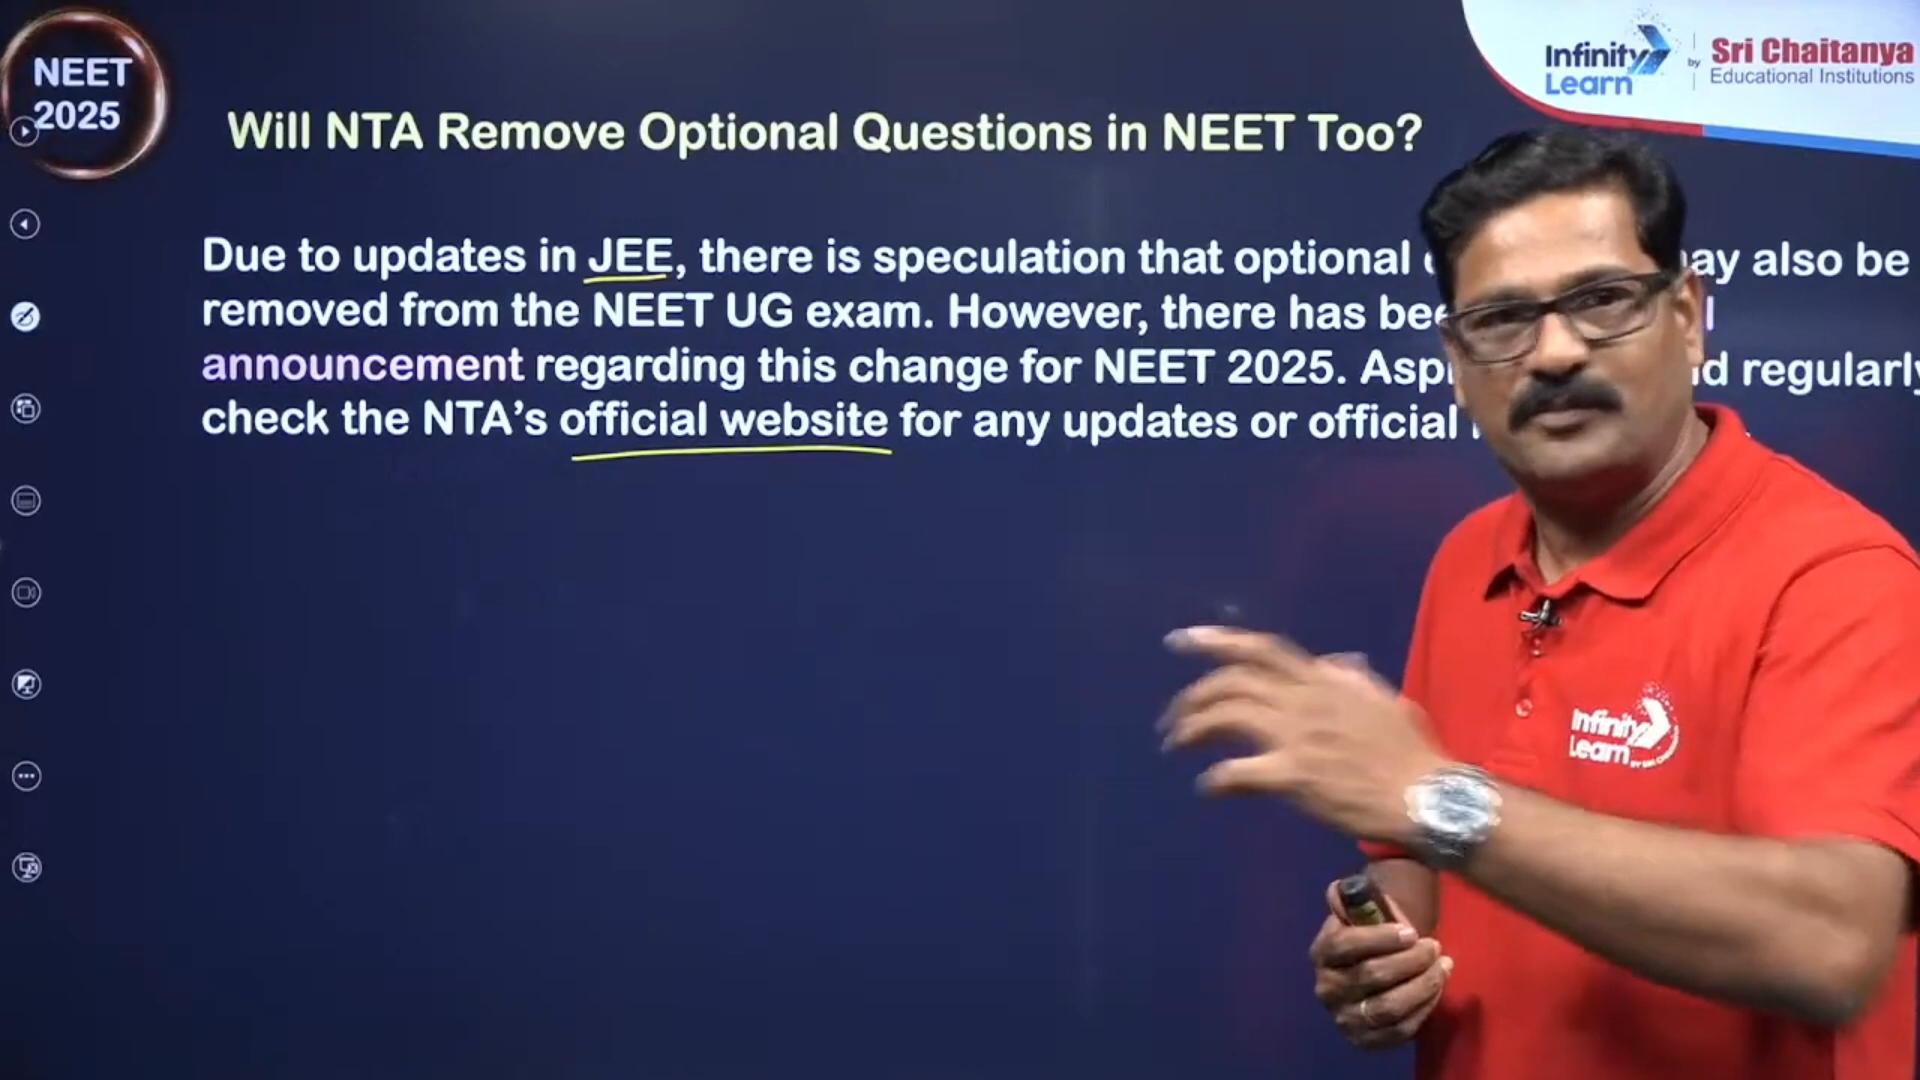 NEET
2025
Infinity
Learn
by
Sri Chaitanya
Educational Institutions
Will NTA Remove Optional Questions in NEET Too?
Due to updates in JEE, there is speculation that optional ay also be
removed from the NEET UG exam. However, there has bee l
announcement regarding this change for NEET 2025. Aspi d regularly
check the NTA's official website for any updates or official
Infinity
Learn